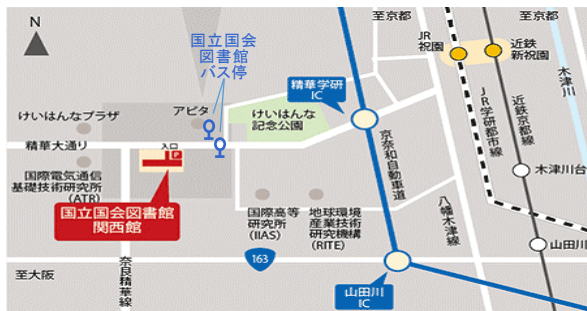 至京都
至京都
N
国立国会
図書館
バス停
JR
祝園
近鉄
新祝園
木津川
精華学研
IC
アピタ
けいはんなプラザ
けいはんな
記念公園
JR学研都市線
近鉄京都線
入口
P
精華大通り
京奈和自動車道
木津川台
国際電気通信
基礎技術研究所
(ATR)
国立国会図書館
関西館
国際高等
研究所
(IIAS)
地球環境
産業技術
研究機構
(RITE)
八幡木津線
山田川
163
至大阪
奈良精華線
山田川
IC